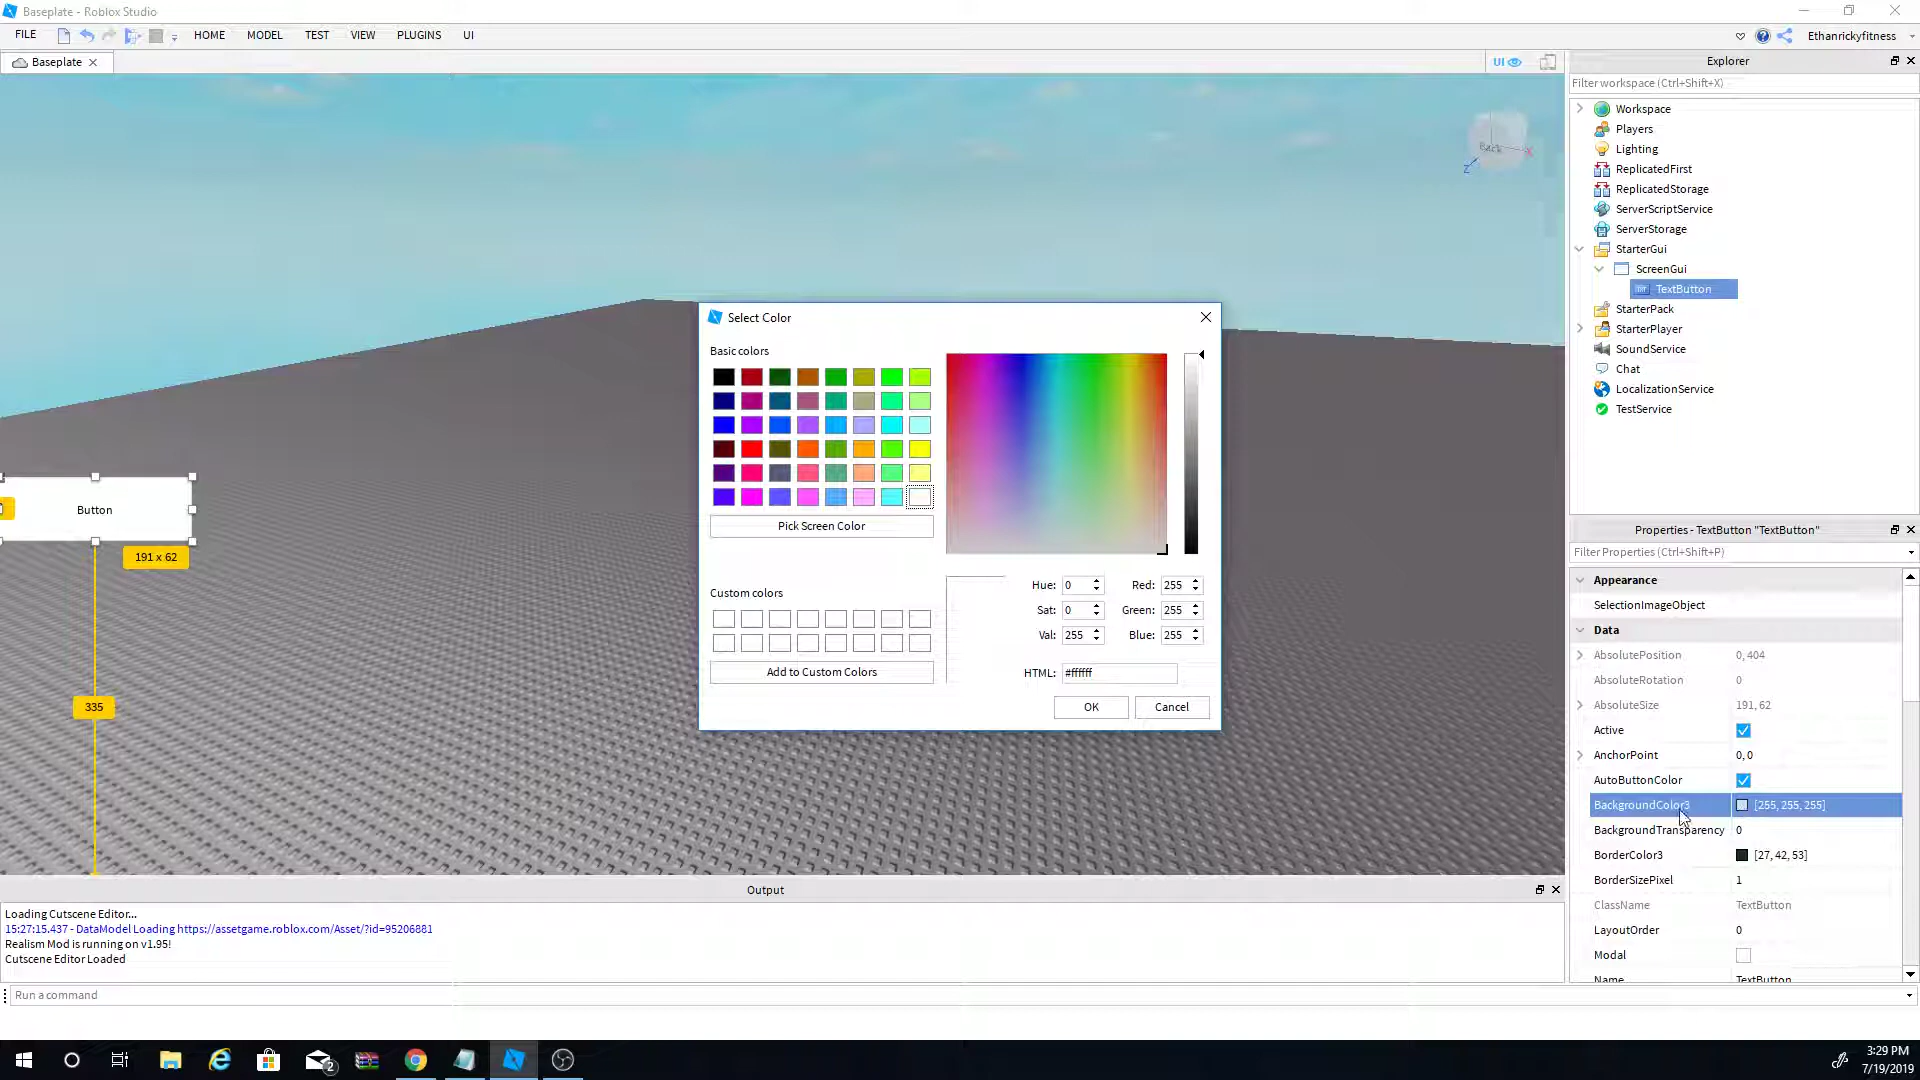 Baseplate - Roblox Studio
FILE HOME MODEL TEST VIEW PLUGINS UI Ethanrickyfitness
Baseplate UI
Back X Z
Button
191 x 62
335
Select Color
Basic colors
Pick Screen Color
Custom colors
Add to Custom Colors
Hue: 0 Red: 255
Sat: 0 Green: 255
Val: 255 Blue: 255
HTML: #ffffff
OK Cancel
Explorer
Filter workspace (Ctrl+Shift+X)
Workspace
Players
Lighting
ReplicatedFirst
ReplicatedStorage
ServerScriptService
ServerStorage
StarterGui
ScreenGui
TextButton
StarterPack
StarterPlayer
SoundService
Chat
LocalizationService
TestService
Properties - TextButton "TextButton"
Filter Properties (Ctrl+Shift+P)
Appearance
SelectionImageObject
Data
AbsolutePosition 0, 404
AbsoluteRotation 0
AbsoluteSize 191, 62
Active
AnchorPoint 0, 0
AutoButtonColor
BackgroundColor3 [255, 255, 255]
BackgroundTransparency 0
BorderColor3 [27, 42, 53]
BorderSizePixel 1
ClassName TextButton
LayoutOrder 0
Modal
Name TextButton
Output
Loading Cutscene Editor...
15:27:15.437 - DataModel Loading https://assetgame.roblox.com/Asset/?id=95206881
Realism Mod is running on v1.95!
Cutscene Editor Loaded
Run a command
2
3:29 PM
7/19/2019